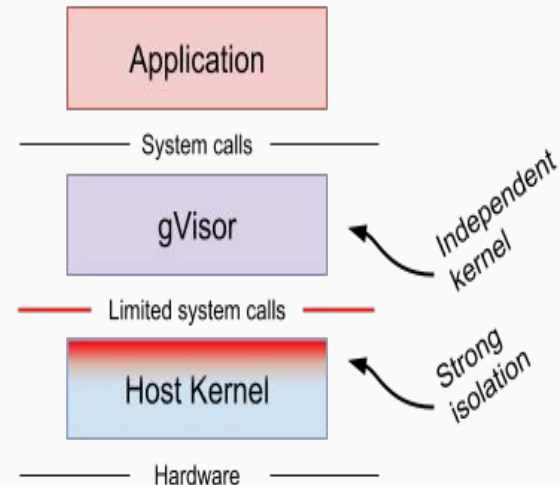 Application
System calls
gVisor
Independent
kernel
Limited system calls
Host Kernel
Strong
isolation
Hardware